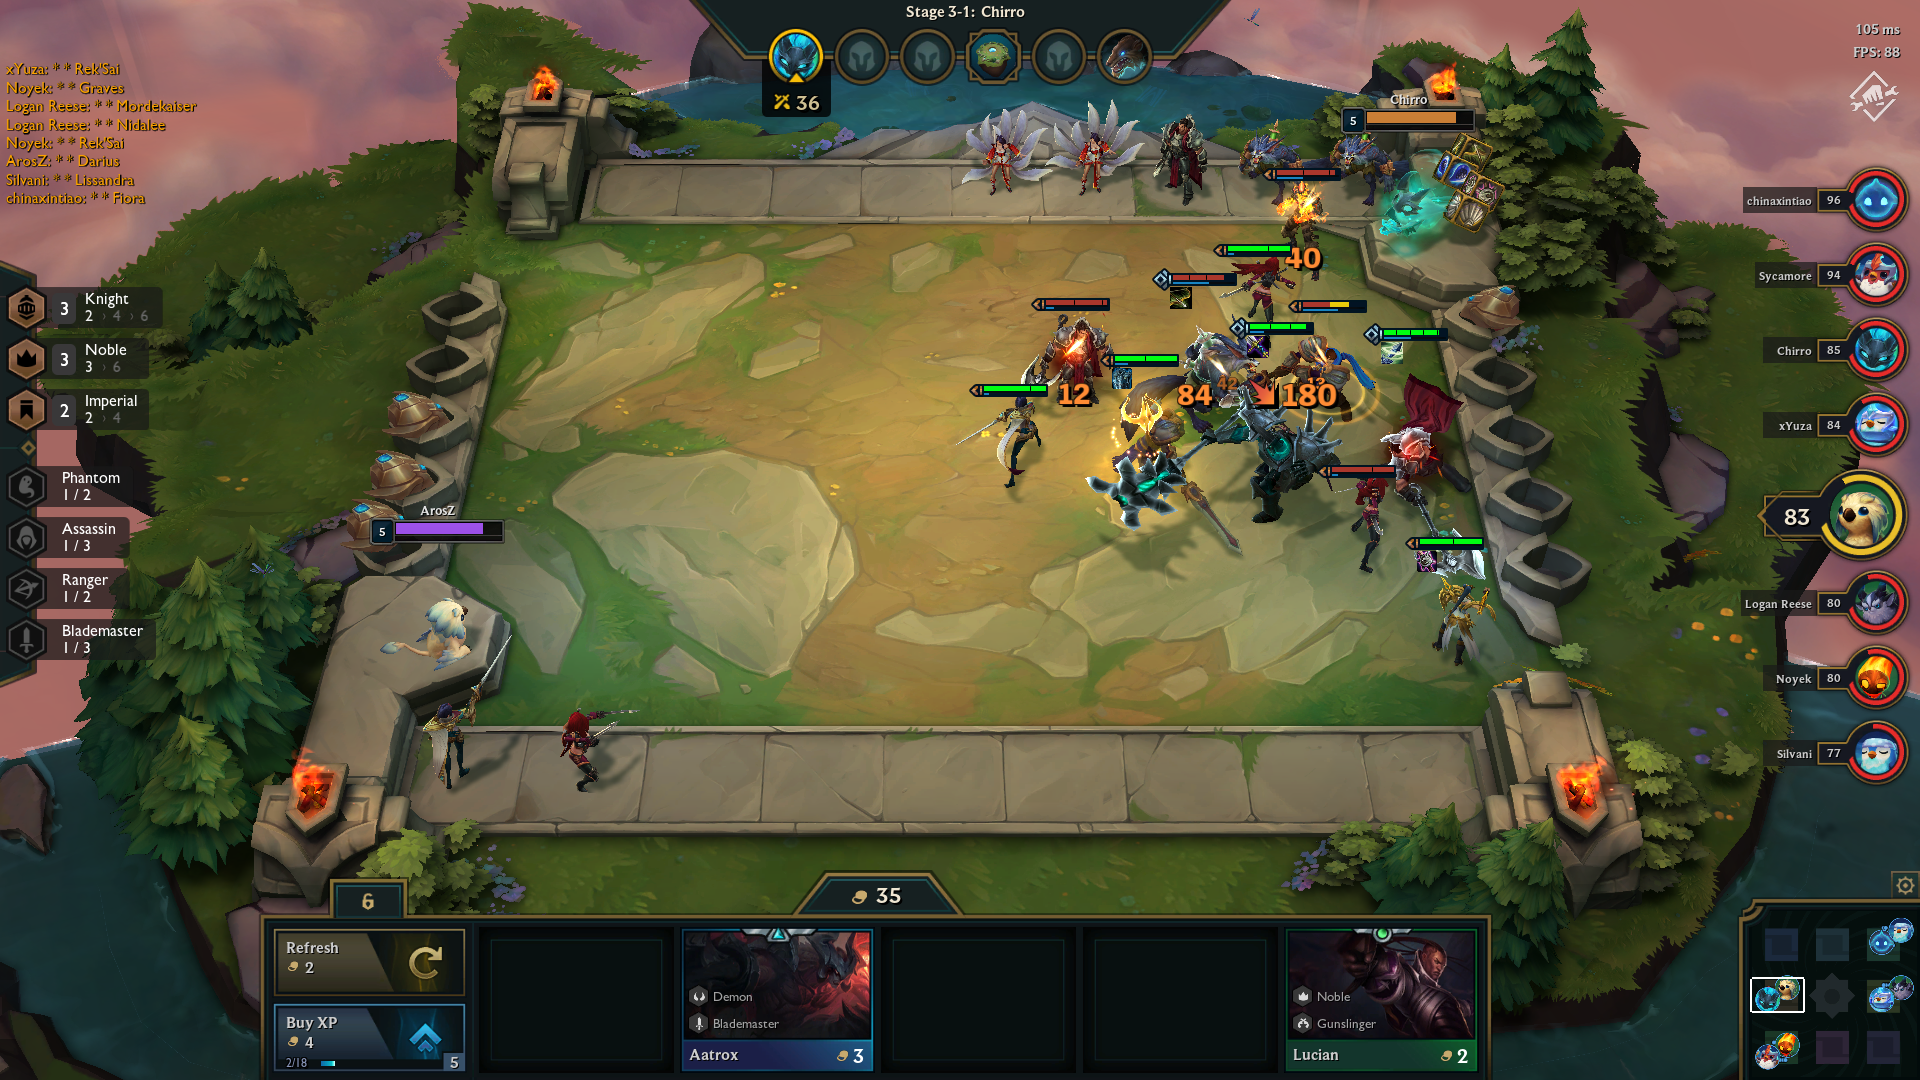 Stage 3-1: Chirro
36
105 ms
FPS: 88
xYuza: * * Rek'Sai
Noyek: * * Graves
Logan Reese: * * Mordekaiser
Logan Reese: * * Nidalee
Noyek: * * Rek'Sai
ArosZ: * * Darius
Silvani: * * Lissandra
chinaxintiao: * * Fiora
Chirro
5
chinaxintiao 96
Sycamore 94
Chirro 85
xYuza 84
83
Logan Reese 80
Noyek 80
Silvani 77
3 Knight
2 › 4 › 6
3 Noble
3 › 6
2 Imperial
2 › 4
Phantom
1 / 2
Assassin
1 / 3
Ranger
1 / 2
Blademaster
1 / 3
40
12
84
42
180
ArosZ
5
6
35
Refresh
2
Buy XP
4
2/18
5
Demon
Blademaster
Aatrox 3
Noble
Gunslinger
Lucian 2